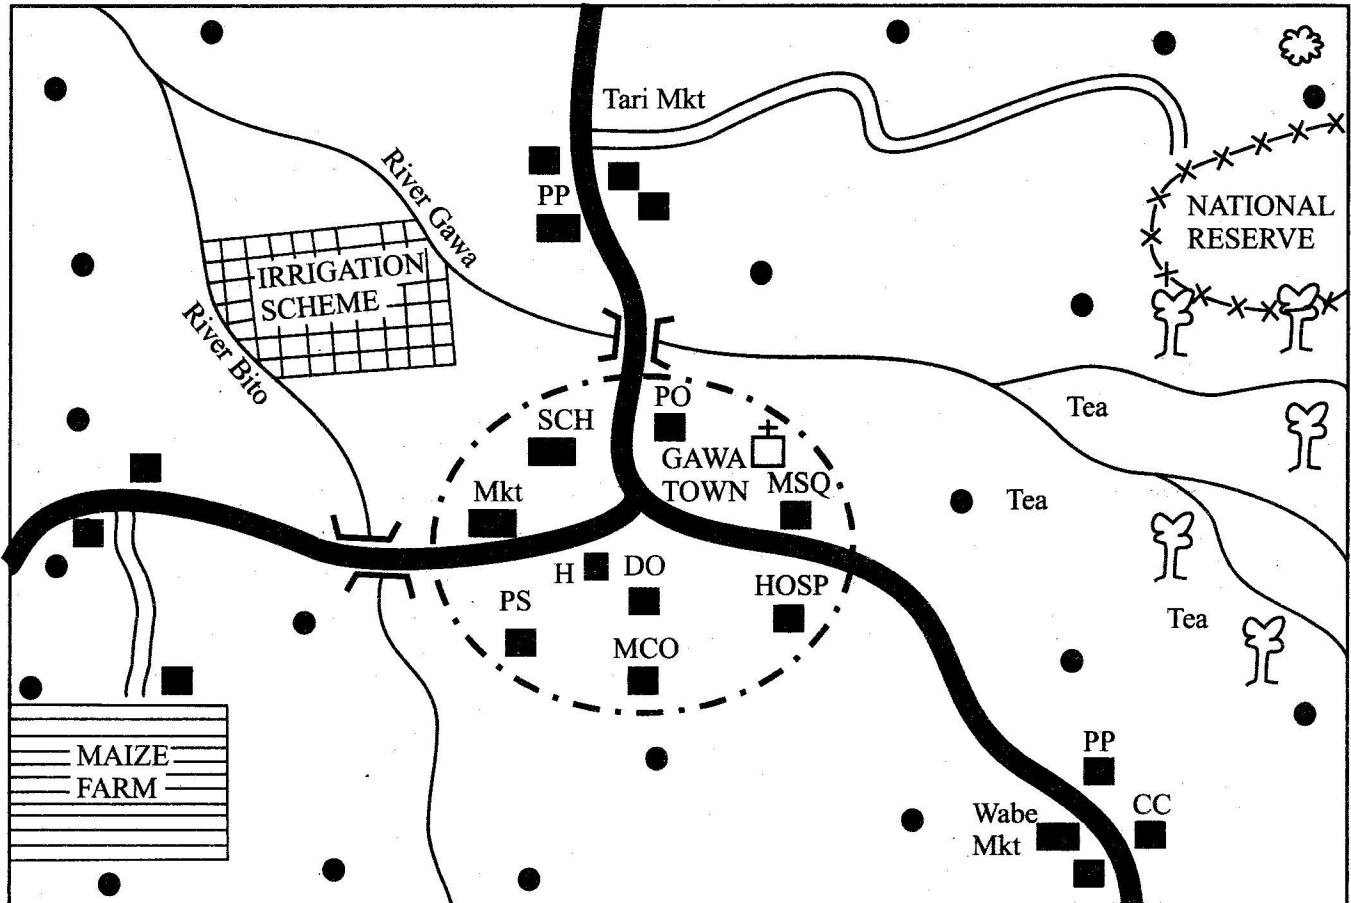 Tari Mkt
River Gawa
PP
NATIONAL
RESERVE
IRRIGATION
SCHEME
River Bito
PO
SCH
Tea
GAWA
TOWN
MSQ
Mkt
Tea
H
DO
HOSP
PS
Tea
MCO
MAIZE
FARM
PP
Wabe
Mkt
CC